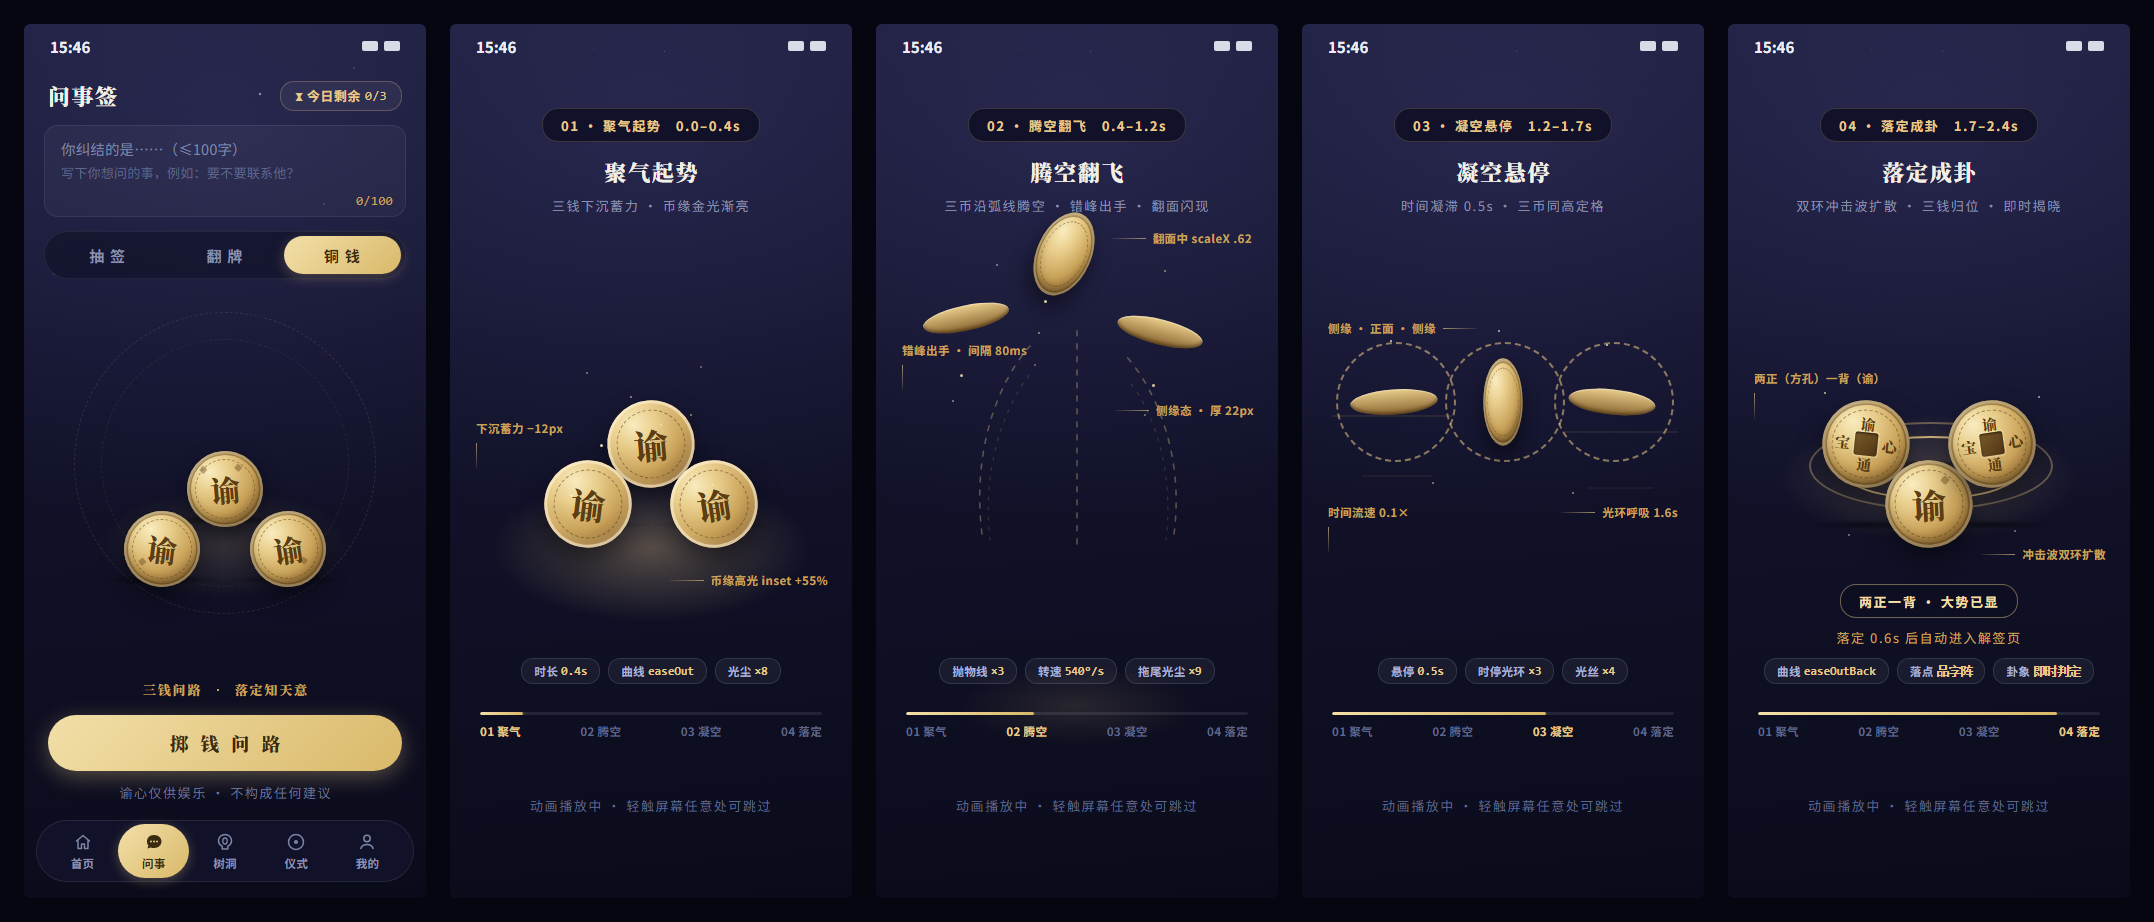 15:46
问事签
今日剩余 0/3
你纠结的是……（≤100字）
写下你想问的事，例如：要不要联系他?
0/100
抽签
翻牌
铜钱
谕
谕
谕
三钱问路 · 落定知天意
掷钱问路
谕心仅供娱乐 · 不构成任何建议
首页
问事
树洞
仪式
我的
15:46
01 · 聚气起势 0.0–0.4s
聚气起势
三钱下沉蓄力 · 币缘金光渐亮
下沉蓄力 −12px
谕
谕
谕
币缘高光 inset +55%
时长 0.4s
曲线 easeOut
光尘 ×8
01 聚气
02 腾空
03 凝空
04 落定
动画播放中 · 轻触屏幕任意处可跳过
15:46
02 · 腾空翻飞 0.4–1.2s
腾空翻飞
三币沿弧线腾空 · 错峰出手 · 翻面闪现
翻面中 scaleX .62
错峰出手 · 间隔 80ms
侧缘态 · 厚 22px
抛物线 ×3
转速 540°/s
拖尾光尘 ×9
01 聚气
02 腾空
03 凝空
04 落定
动画播放中 · 轻触屏幕任意处可跳过
15:46
03 · 凝空悬停 1.2–1.7s
凝空悬停
时间凝滞 0.5s · 三币同高定格
侧缘 · 正面 · 侧缘
时间流速 0.1×
光环呼吸 1.6s
悬停 0.5s
时停光环 ×3
光丝 ×4
01 聚气
02 腾空
03 凝空
04 落定
动画播放中 · 轻触屏幕任意处可跳过
15:46
04 · 落定成卦 1.7–2.4s
落定成卦
双环冲击波扩散 · 三钱归位 · 即时揭晓
两正（方孔）一背（谕）
谕心通宝
谕心通宝
谕
冲击波双环扩散
两正一背 · 大势已显
落定 0.6s 后自动进入解签页
曲线 easeOutBack
落点 品字阵
卦象 即时判定
01 聚气
02 腾空
03 凝空
04 落定
动画播放中 · 轻触屏幕任意处可跳过